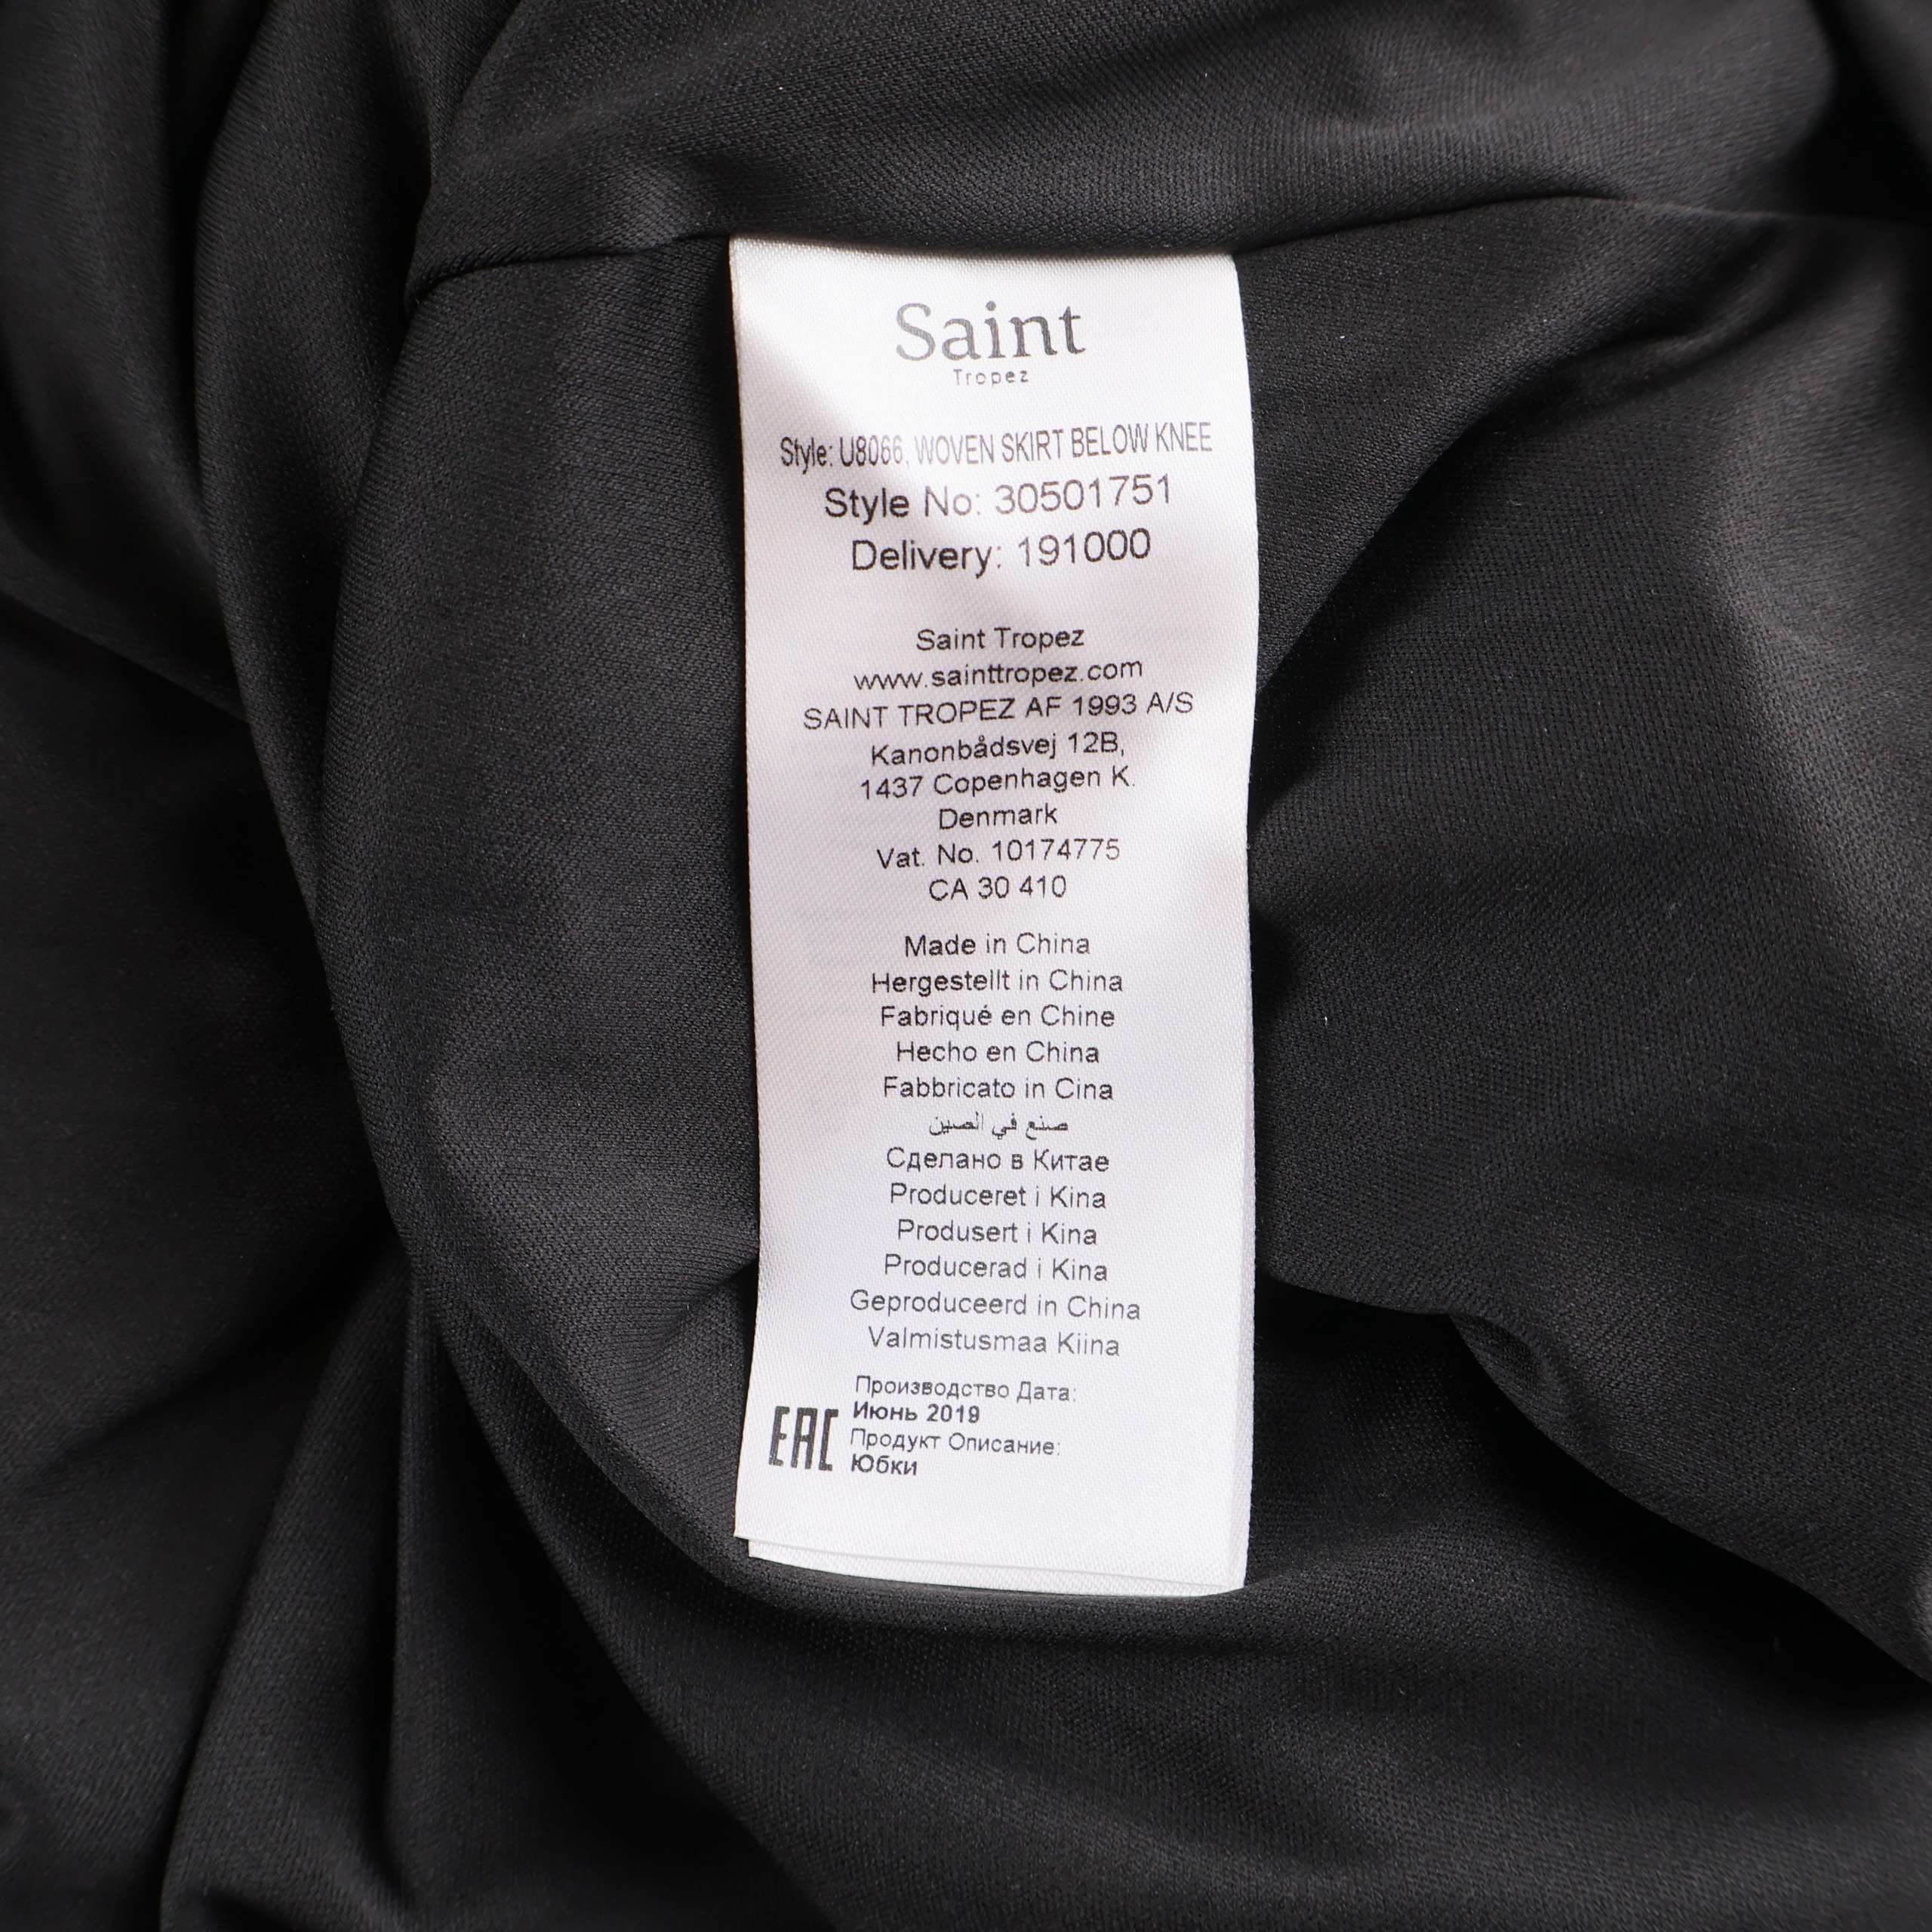 Saint
Tropez
Style: U8066, WOVEN SKIRT BELOW KNEE
Style No: 30501751
Delivery: 191000
Saint Tropez
www.sainttropez.com
SAINT TROPEZ AF 1993 A/S
Kanonbådsvej 12B,
1437 Copenhagen K.
Denmark
Vat. No. 10174775
CA 30 410
Made in China
Hergestellt in China
Fabriqué en Chine
Hecho en China
Fabbricato in Cina
صنع في الصين
Сделано в Китае
Produceret i Kina
Produsert i Kina
Producerad i Kina
Geproduceerd in China
Valmistusmaa Kiina
Производство Дата:
Июнь 2019
Продукт Описание:
Юбки
EAC